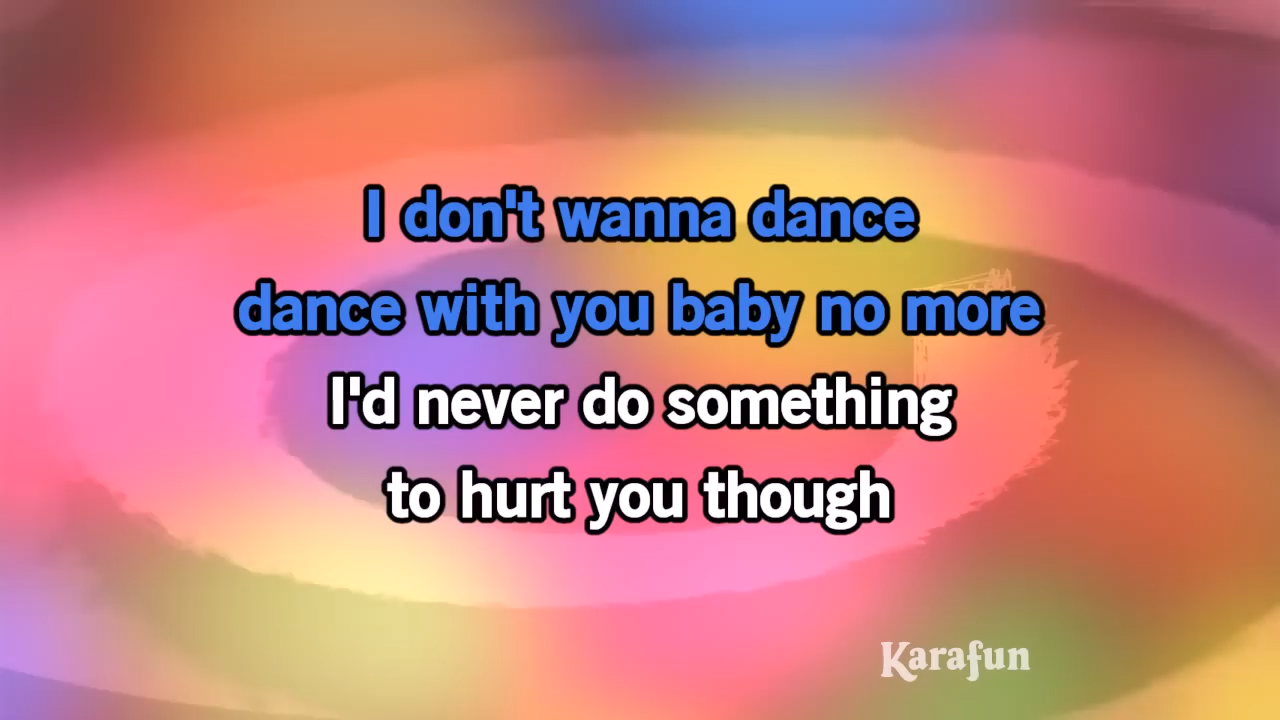 I don't wanna dance
dance with you baby no more
I'd never do something
to hurt you though
Karafun